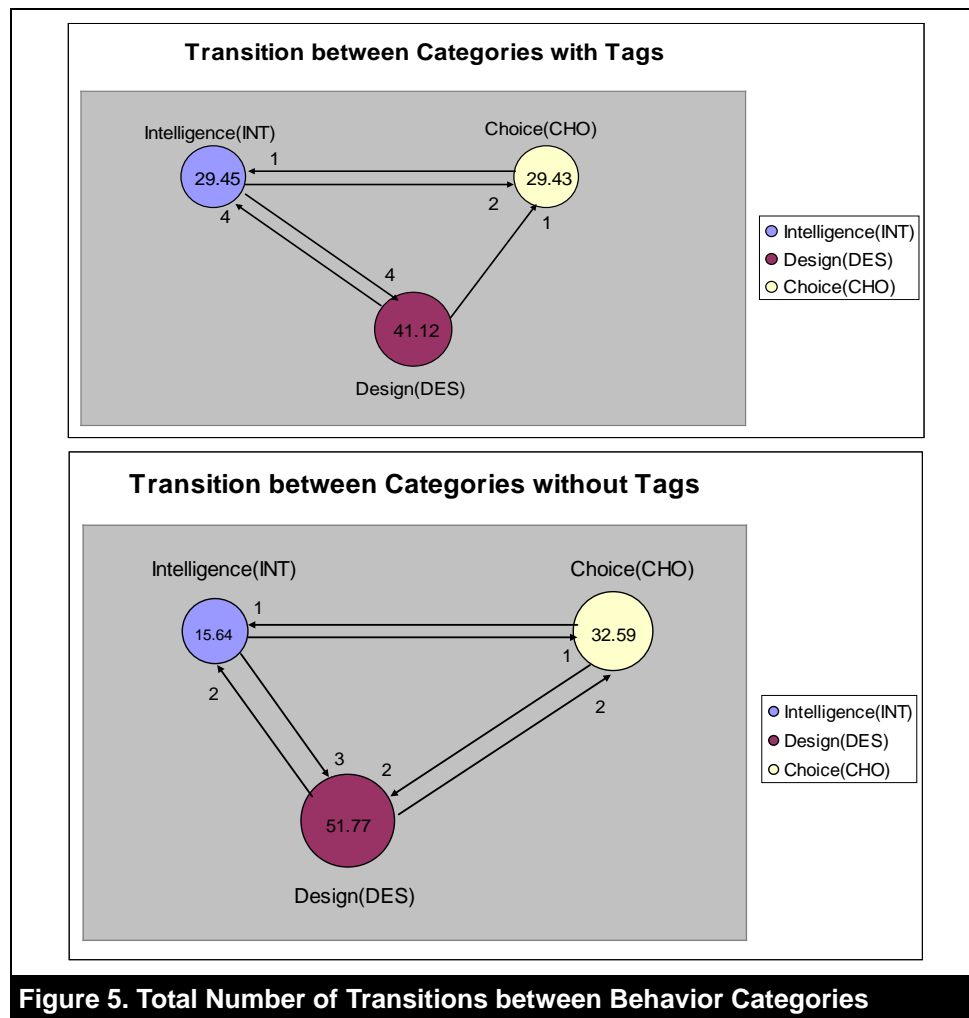 Transition between Categories with Tags
Intelligence(INT)
Choice(CHO)
29.45
1
29.43
2
4
1
4
41.12
Design(DES)
Intelligence(INT)
Design(DES)
Choice(CHO)
Transition between Categories without Tags
Intelligence(INT)
Choice(CHO)
15.64
1
32.59
1
2
2
3
2
51.77
Design(DES)
Intelligence(INT)
Design(DES)
Choice(CHO)
Figure 5. Total Number of Transitions between Behavior Categories